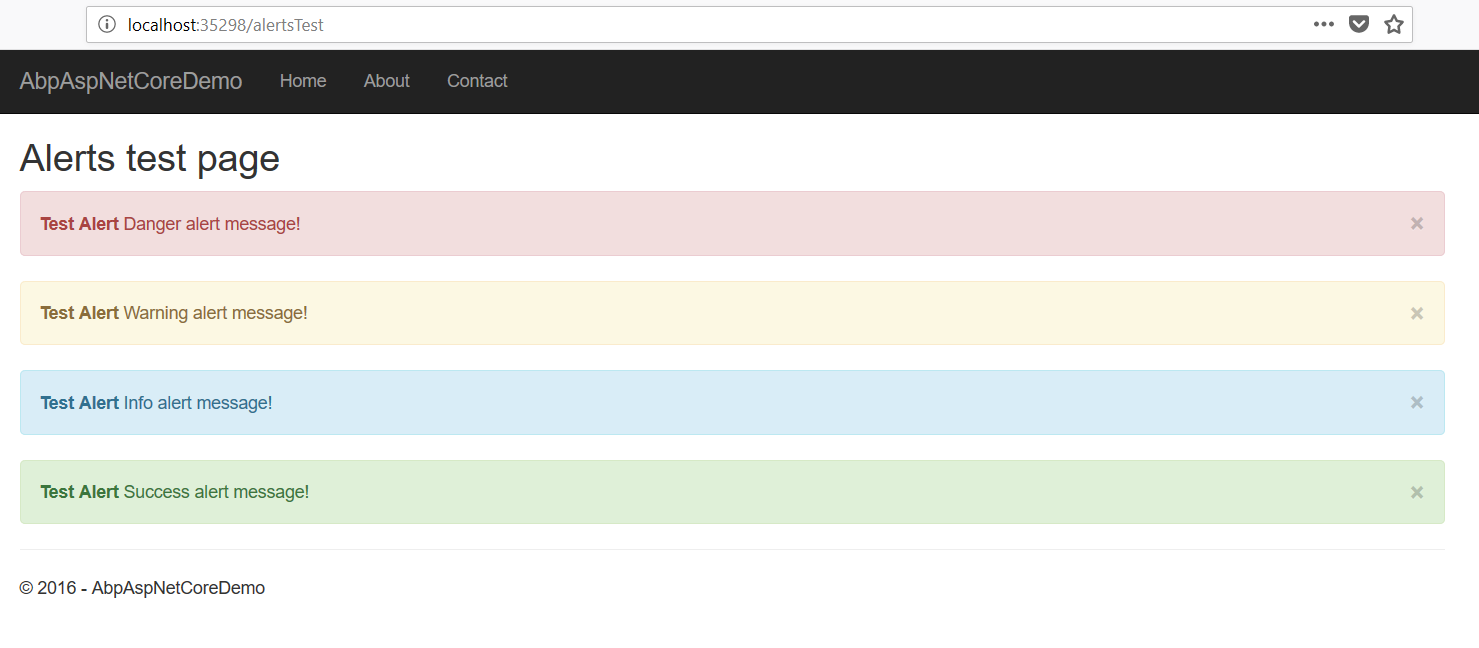 localhost:35298/alertsTest
AbpAspNetCoreDemo Home About Contact
Alerts test page
Test Alert Danger alert message! ×
Test Alert Warning alert message! ×
Test Alert Info alert message! ×
Test Alert Success alert message! ×
© 2016 - AbpAspNetCoreDemo